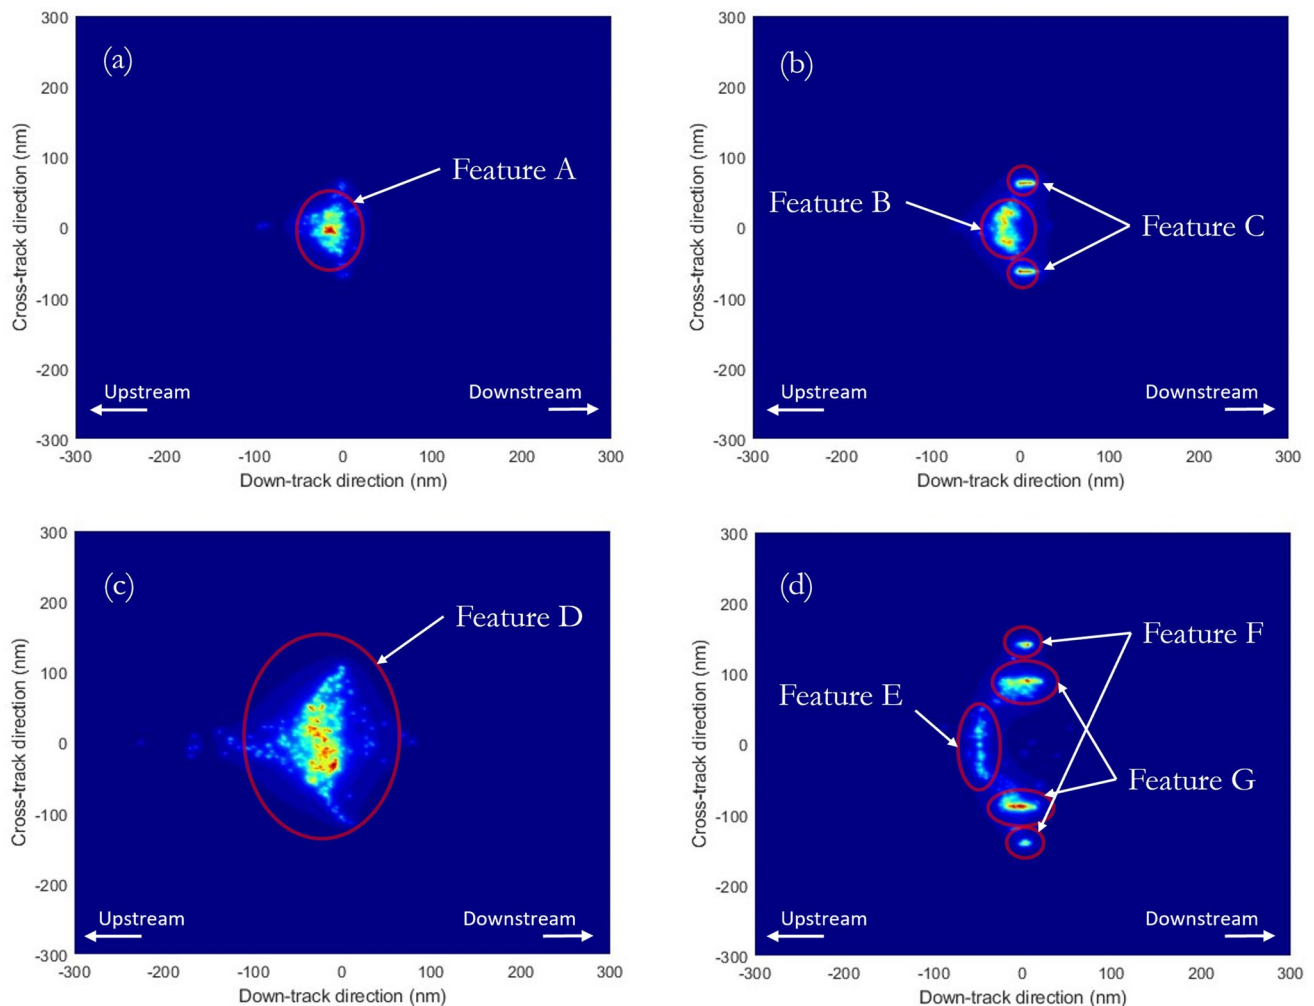 (a)
300
200
100
0
-100
-200
-300
Cross-track direction (nm)
Feature A
Upstream
Downstream
-300 -200 -100 0 100 200 300
Down-track direction (nm)
(b)
300
200
100
0
-100
-200
-300
Cross-track direction (nm)
Feature B
Feature C
Upstream
Downstream
-300 -200 -100 0 100 200 300
Down-track direction (nm)
(c)
300
200
100
0
-100
-200
-300
Cross-track direction (nm)
Feature D
Upstream
Downstream
-300 -200 -100 0 100 200 300
Down-track direction (nm)
(d)
300
200
100
0
-100
-200
-300
Cross-track direction (nm)
Feature F
Feature E
Feature G
Upstream
Downstream
-300 -200 -100 0 100 200 300
Down-track direction (nm)